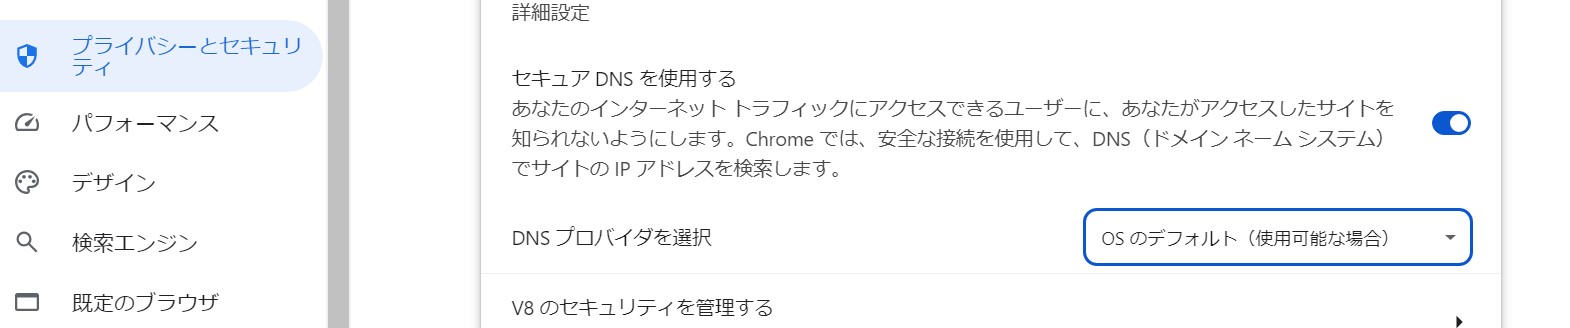 プライバシーとセキュリ
ティ
パフォーマンス
デザイン
検索エンジン
既定のブラウザ
詳細設定
セキュア DNS を使用する
あなたのインターネット トラフィックにアクセスできるユーザーに、あなたがアクセスしたサイトを
知られないようにします。Chrome では、安全な接続を使用して、DNS（ドメイン ネーム システム）
でサイトの IP アドレスを検索します。
DNS プロバイダを選択
OS のデフォルト（使用可能な場合）
V8 のセキュリティを管理する